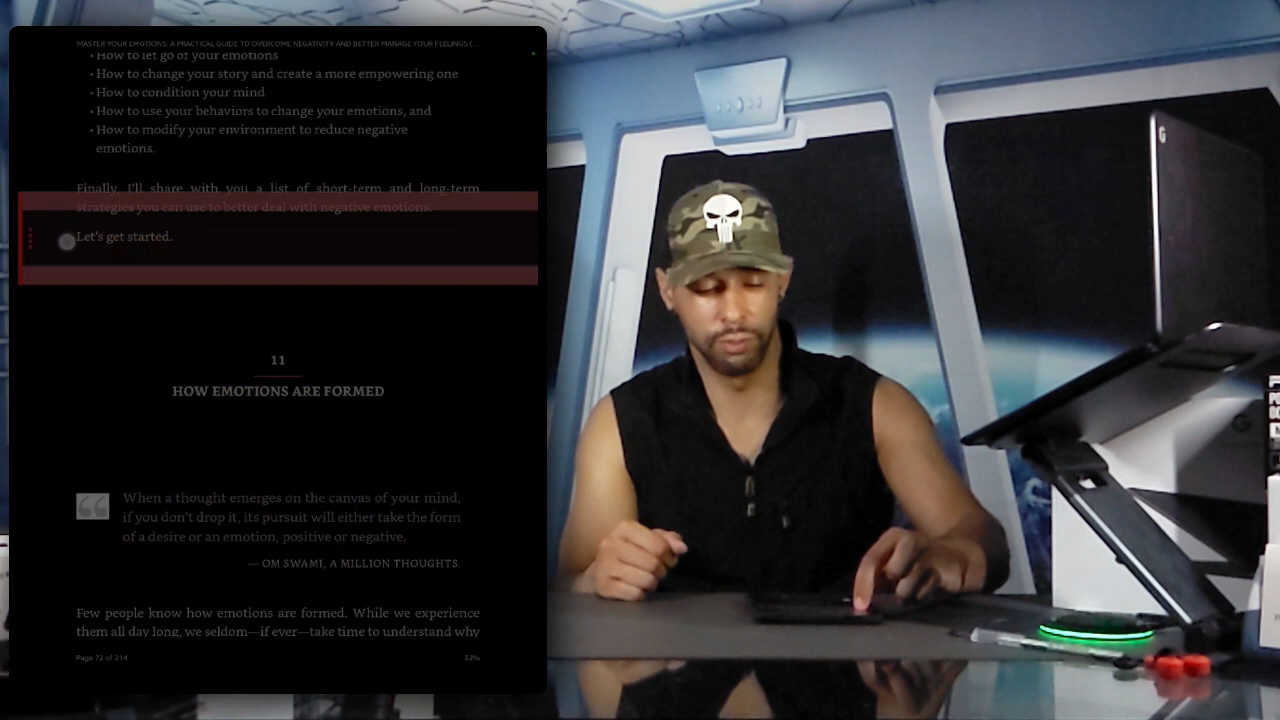 MASTER YOUR EMOTIONS: A PRACTICAL GUIDE TO OVERCOME NEGATIVITY AND BETTER MANAGE YOUR FEELINGS (...
• How to let go of your emotions
• How to change your story and create a more empowering one
• How to condition your mind
• How to use your behaviors to change your emotions, and
• How to modify your environment to reduce negative
emotions.
Finally, I'll share with you a list of short-term and long-term
strategies you can use to better deal with negative emotions.
Let's get started.
11
HOW EMOTIONS ARE FORMED
When a thought emerges on the canvas of your mind,
if you don't drop it, its pursuit will either take the form
of a desire or an emotion, positive or negative.
— OM SWAMI, A MILLION THOUGHTS.
Few people know how emotions are formed. While we experience
them all day long, we seldom—if ever—take time to understand why
Page 72 of 214
32%
G